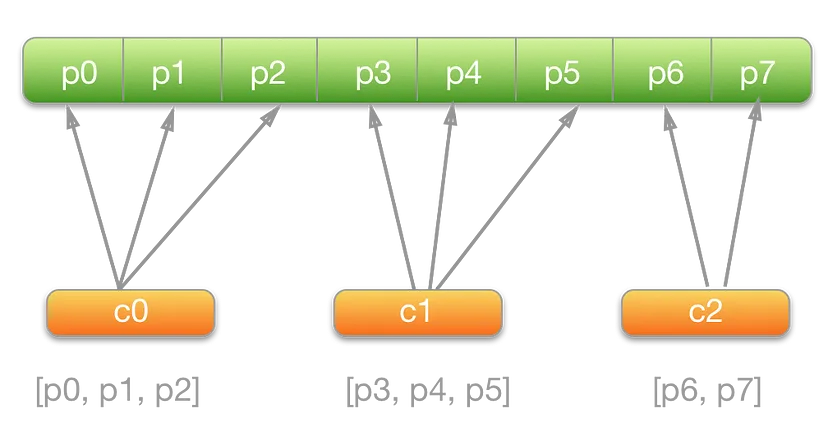 p0 p1 p2 p3 p4 p5 p6 p7
c0 c1 c2
[p0, p1, p2] [p3, p4, p5] [p6, p7]